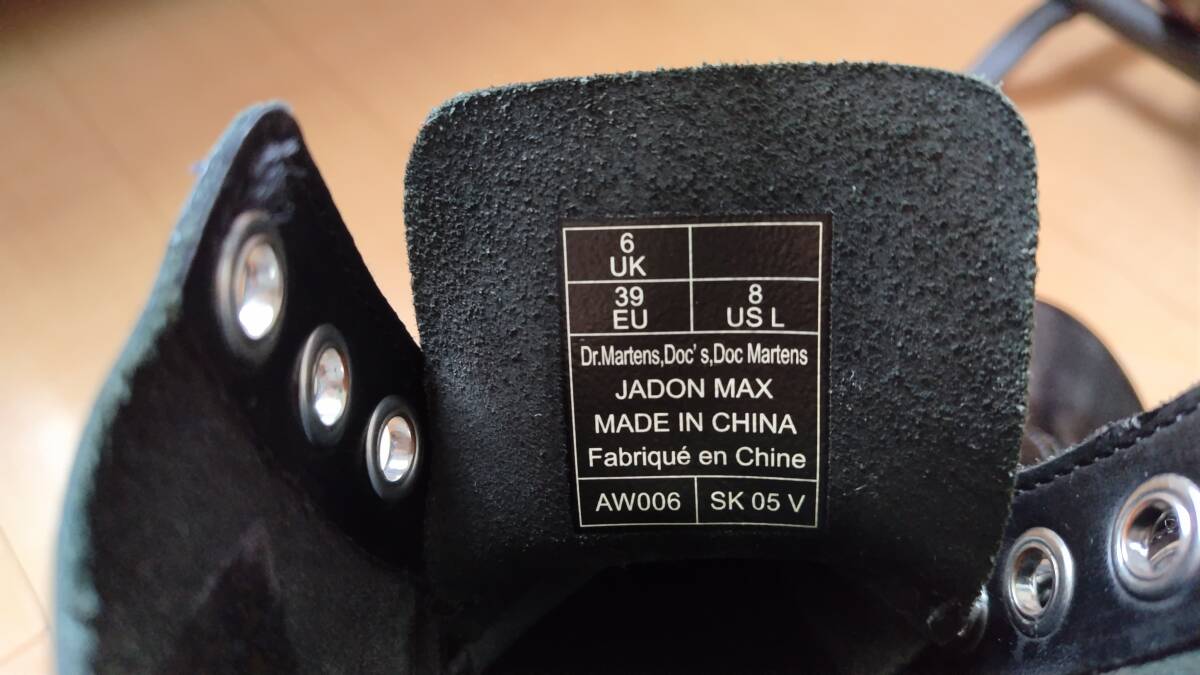 6
UK
39
EU
8
US L
Dr.Martens,Doc's,Doc Martens
JADON MAX
MADE IN CHINA
Fabriqué en Chine
AW006
SK 05 V